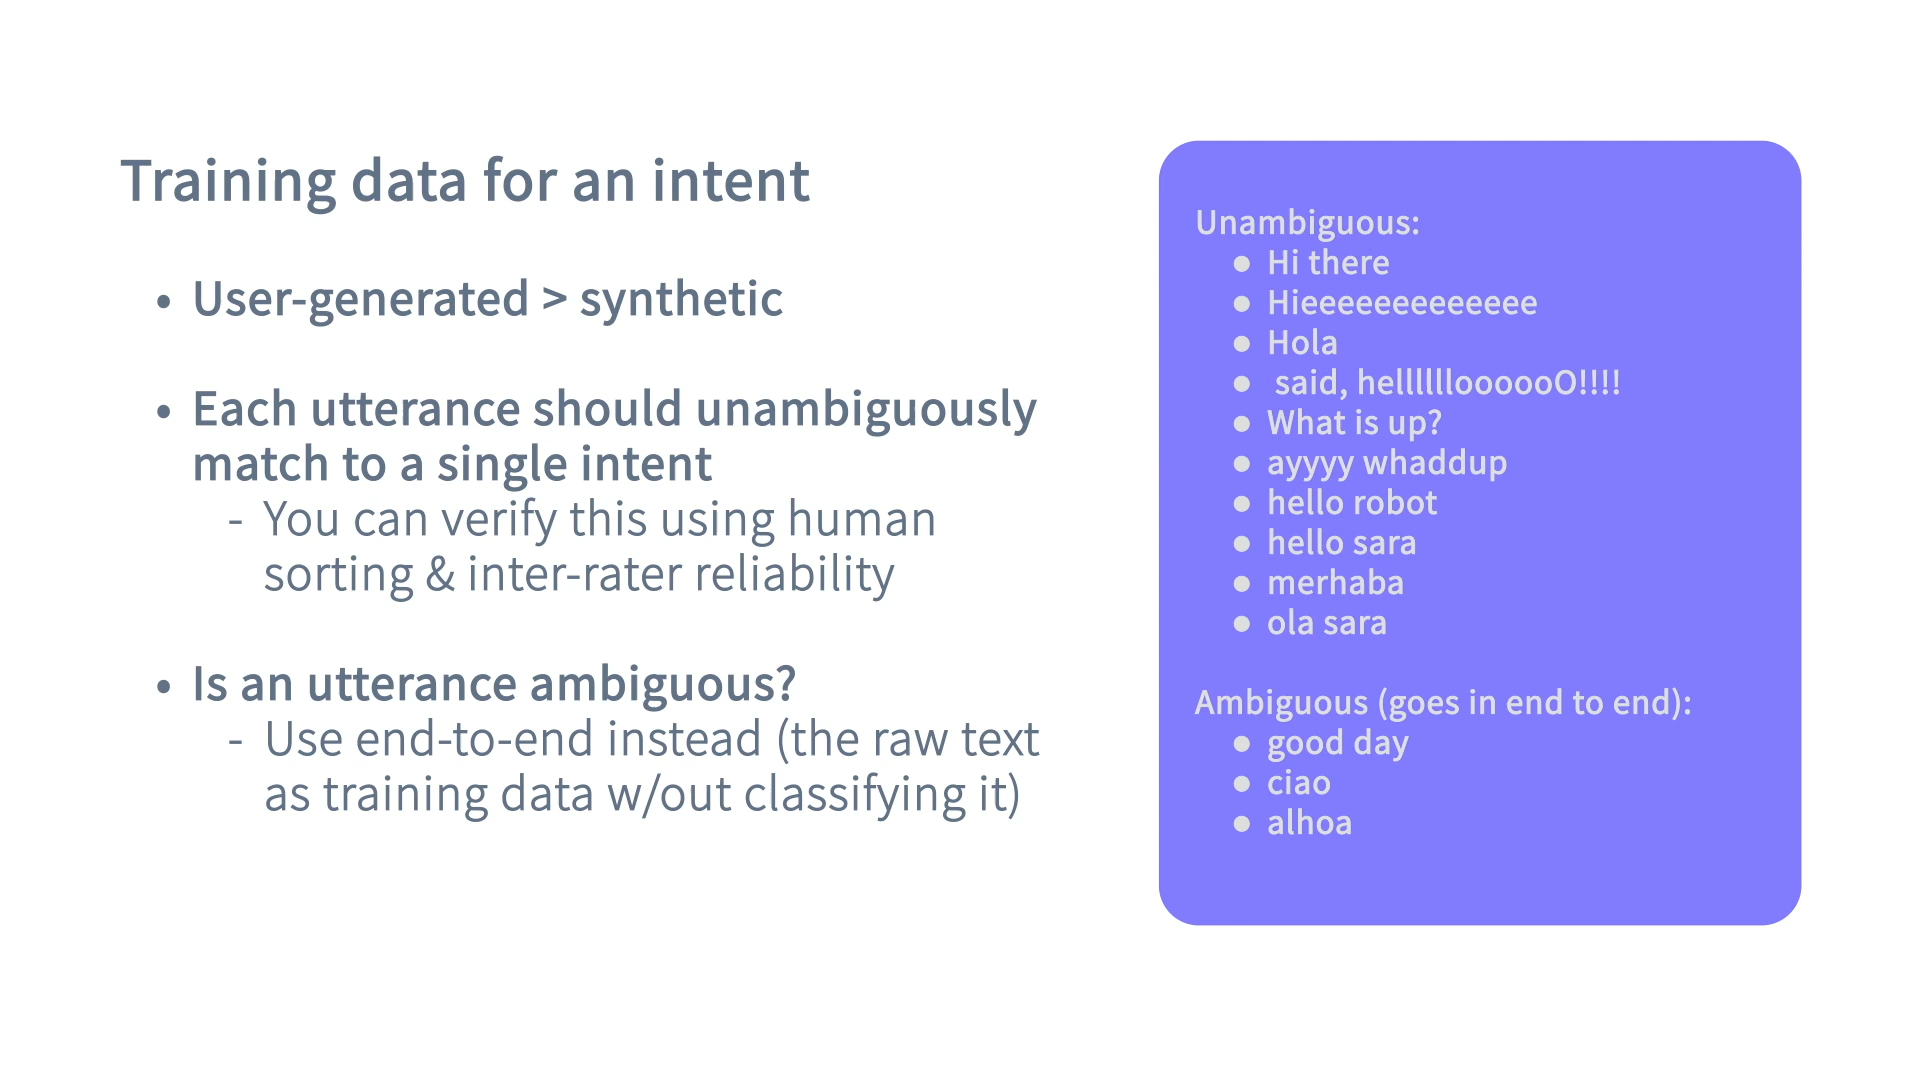 Training data for an intent
• User-generated > synthetic
• Each utterance should unambiguously
match to a single intent
- You can verify this using human
sorting & inter-rater reliability
• Is an utterance ambiguous?
- Use end-to-end instead (the raw text
as training data w/out classifying it)
Unambiguous:
● Hi there
● Hieeeeeeeeeeeee
● Hola
● said, helllllloooooO!!!!
● What is up?
● ayyyy whaddup
● hello robot
● hello sara
● merhaba
● ola sara
Ambiguous (goes in end to end):
● good day
● ciao
● alhoa